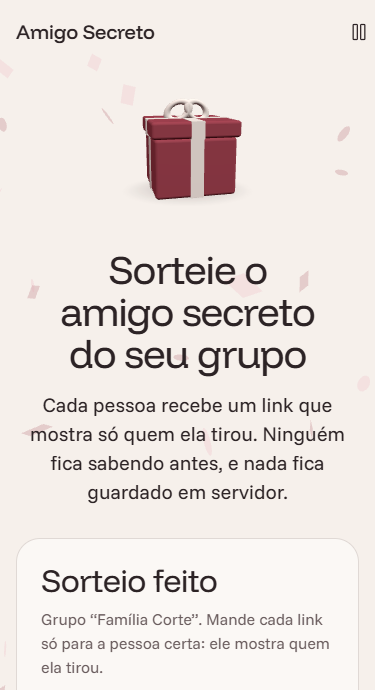 Amigo Secreto
Sorteie o
amigo secreto
do seu grupo
Cada pessoa recebe um link que
mostra só quem ela tirou. Ninguém
fica sabendo antes, e nada fica
guardado em servidor.
Sorteio feito
Grupo “Família Corte”. Mande cada link
só para a pessoa certa: ele mostra quem
ela tirou.